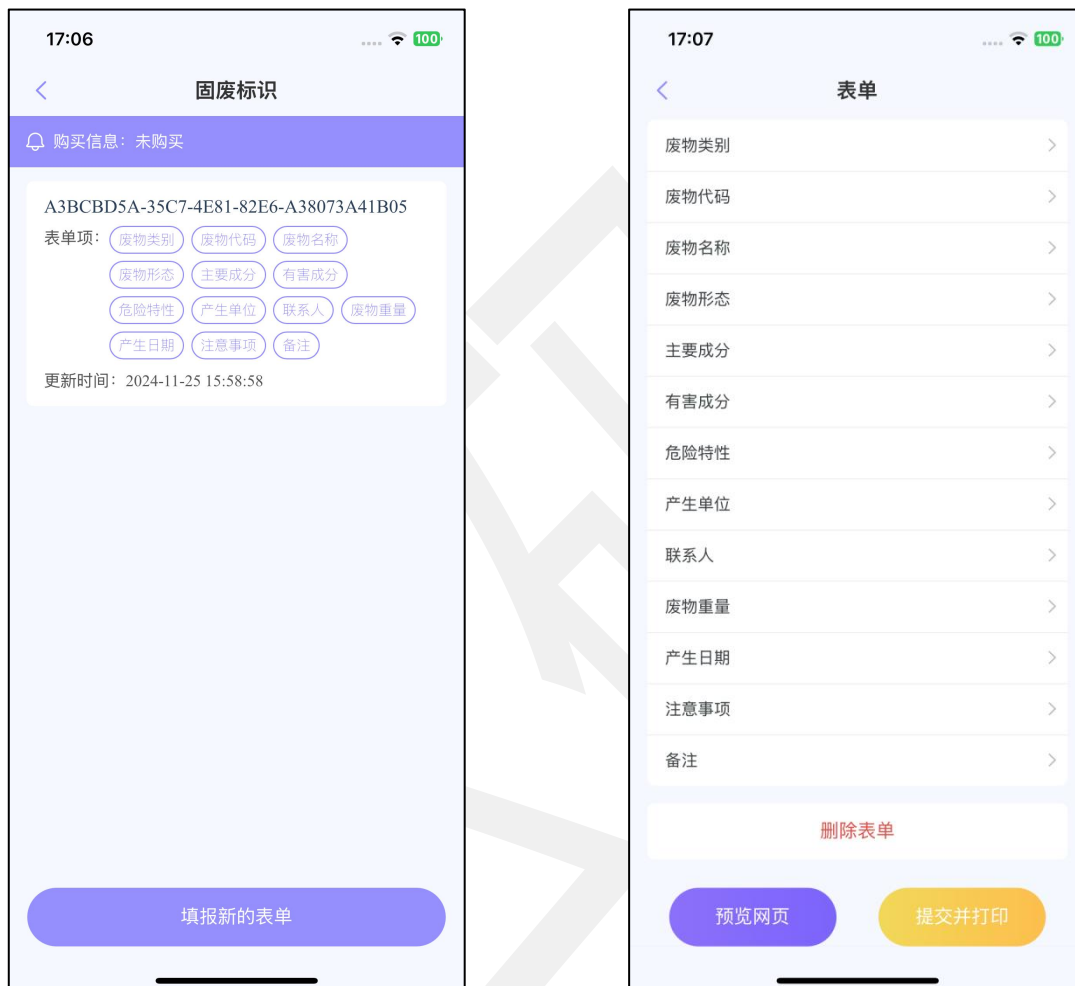 17:06
100
固废标识
购买信息：未购买
A3BCBD5A-35C7-4E81-82E6-A38073A41B05
表单项：废物类别 废物代码 废物名称
废物形态 主要成分 有害成分
危险特性 产生单位 联系人 废物重量
产生日期 注意事项 备注
更新时间：2024-11-25 15:58:58
填报新的表单
17:07
100
表单
废物类别
废物代码
废物名称
废物形态
主要成分
有害成分
危险特性
产生单位
联系人
废物重量
产生日期
注意事项
备注
删除表单
预览网页 提交并打印